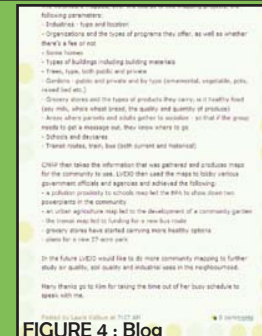 following parameters:
- Industries - type and location
- Organizations and the types of programs they offer, as well as whether
there's a fee or not
- Some homes
- Types of buildings including building materials
- Trees, type, both public and private
- Gardens - public and private and by type (ornamental, vegetable, pots,
raised bed etc.)
- Grocery stores and the types of products they carry, is it healthy food
(soy milk, whole wheat bread, the quality and quantity of produce)
- Areas where parents and adults gather to socialize - so that if the group
needs to get a message out, they know where to go
- Schools and daycares
- Transit routes, train, bus (both current and historical)
then takes the information that was gathered and produces maps
for the community to use. LVEJO then used the maps to lobby various
government officials and agencies and achieved the following:
- a pollution proximity to schools map led the EPA to shut down two
powerplants in the community
- an urban agriculture map led to the development of a community garden
- the transit map led to funding for a new bus route
- grocery stores have started carrying more healthy options
- plans for a new 27-acre park
In the future LVEJO would like to do more community mapping to further
study air quality, soil quality and industrial uses in the neighbourhood.
Many thanks go to Kim for taking the time out of her busy schedule to
speak with me.
Posted by Laura at 7:07 AM
comments
FIGURE 4 : Blog